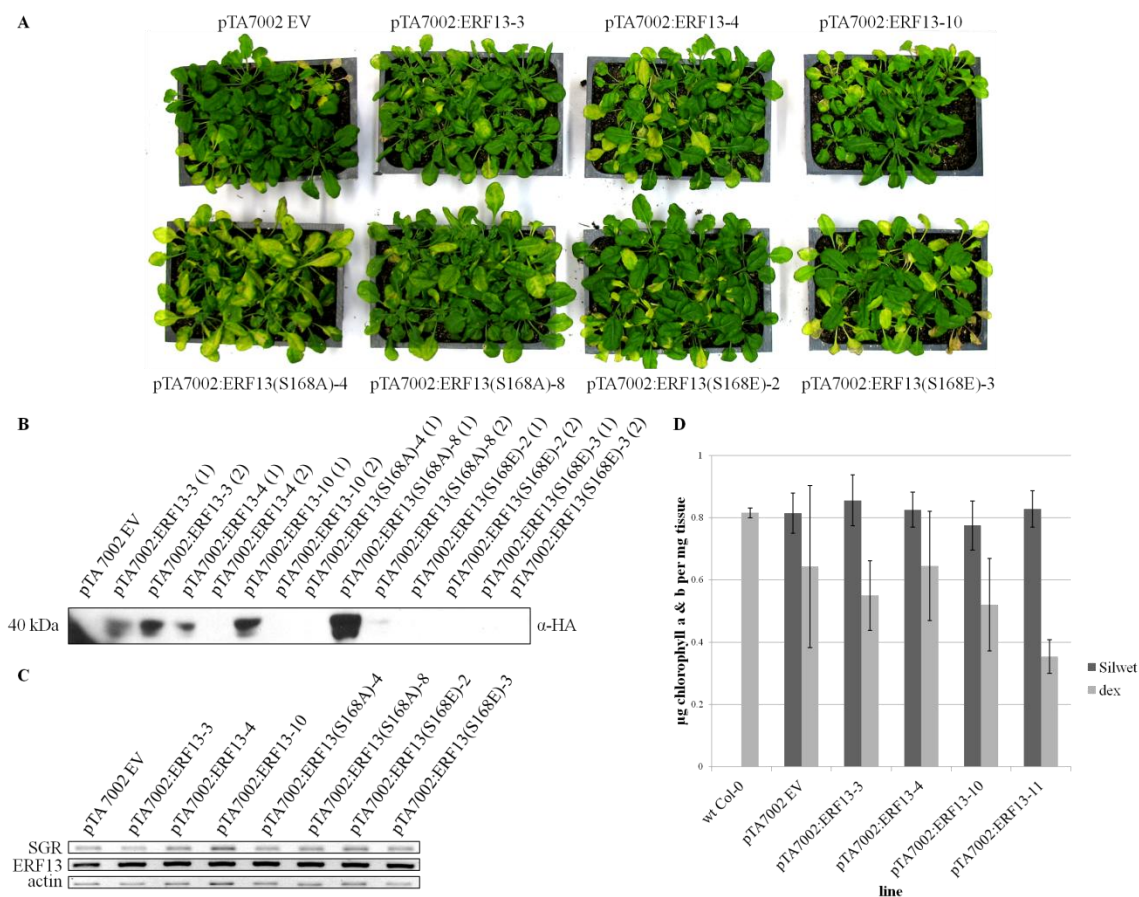 A
pTA7002 EV
pTA7002:ERF13-3
pTA7002:ERF13-4
pTA7002:ERF13-10
pTA7002:ERF13(S168A)-4
pTA7002:ERF13(S168A)-8
pTA7002:ERF13(S168E)-2
pTA7002:ERF13(S168E)-3
B
pTA 7002 EV
pTA7002:ERF13-3 (1)
pTA7002:ERF13-3 (2)
pTA7002:ERF13-4 (1)
pTA7002:ERF13-4 (2)
pTA7002:ERF13-10 (1)
pTA7002:ERF13-10 (2)
pTA7002:ERF13(S168A)-4 (1)
pTA7002:ERF13(S168A)-8 (1)
pTA7002:ERF13(S168A)-8 (2)
pTA7002:ERF13(S168E)-2 (1)
pTA7002:ERF13(S168E)-2 (2)
pTA7002:ERF13(S168E)-3 (1)
pTA7002:ERF13(S168E)-3 (2)
40 kDa
α-HA
C
pTA 7002 EV
pTA7002:ERF13-3
pTA7002:ERF13-4
pTA7002:ERF13-10
pTA7002:ERF13(S168A)-4
pTA7002:ERF13(S168A)-8
pTA7002:ERF13(S168E)-2
pTA7002:ERF13(S168E)-3
SGR
ERF13
actin
D
µg chlorophyll a & b per mg tissue
1
0.8
0.6
0.4
0.2
0
wt Col-0
pTA7002 EV
pTA7002:ERF13-3
pTA7002:ERF13-4
pTA7002:ERF13-10
pTA7002:ERF13-11
line
Silwet
dex